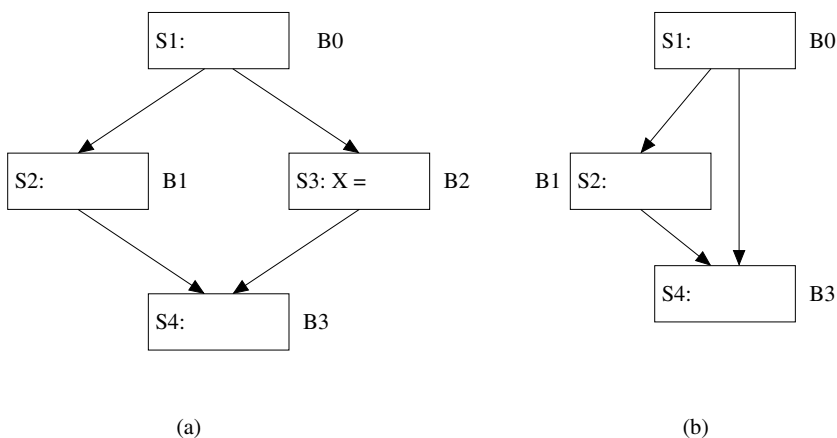 S1:
B0
S2:
B1
S3: X =
B2
S4:
B3
(a)
S1:
B0
B1
S2:
S4:
B3
(b)